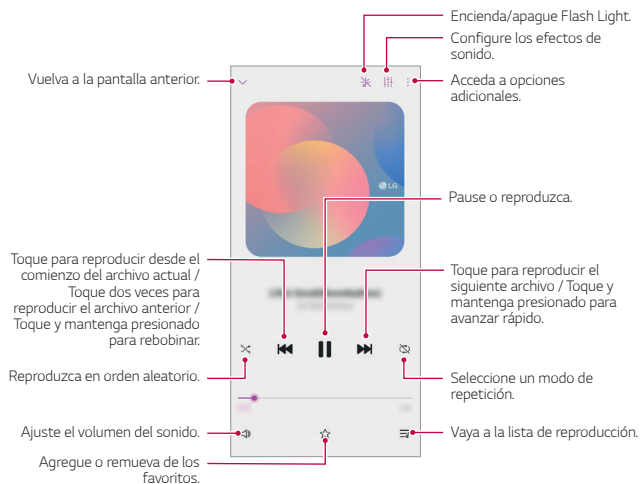 Encienda/apague Flash Light.
Configure los efectos de
sonido.
Vuelva a la pantalla anterior.
Acceda a opciones
adicionales.
LG
Pause o reproduzca.
Toque para reproducir desde el
comienzo del archivo actual /
Toque dos veces para
reproducir el archivo anterior /
Toque y mantenga presionado
para rebobinar.
Toque para reproducir el
siguiente archivo / Toque y
mantenga presionado para
avanzar rápido.
Reproduzca en orden aleatorio.
Seleccione un modo de
repetición.
Ajuste el volumen del sonido.
Vaya a la lista de reproducción.
Agregue o remueva de los
favoritos.